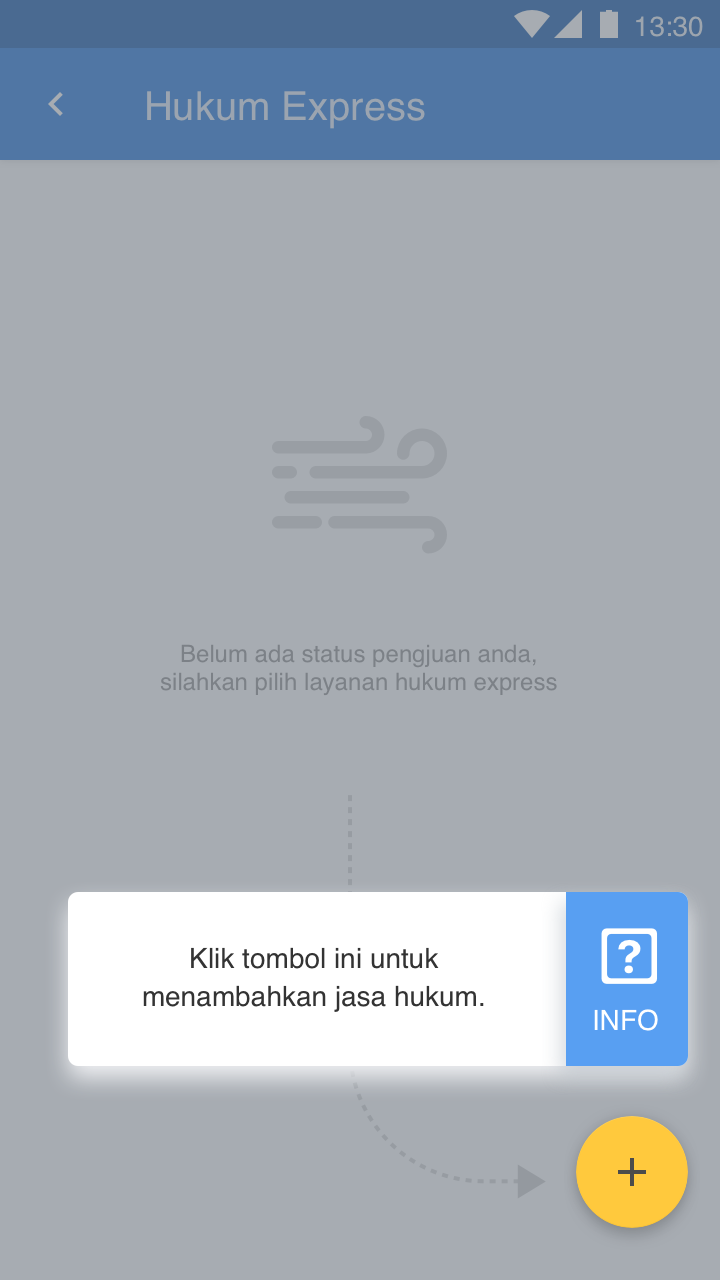 13:30
Hukum Express
Belum ada status pengjuan anda,
silahkan pilih layanan hukum express
Klik tombol ini untuk
menambahkan jasa hukum.
?
INFO
+